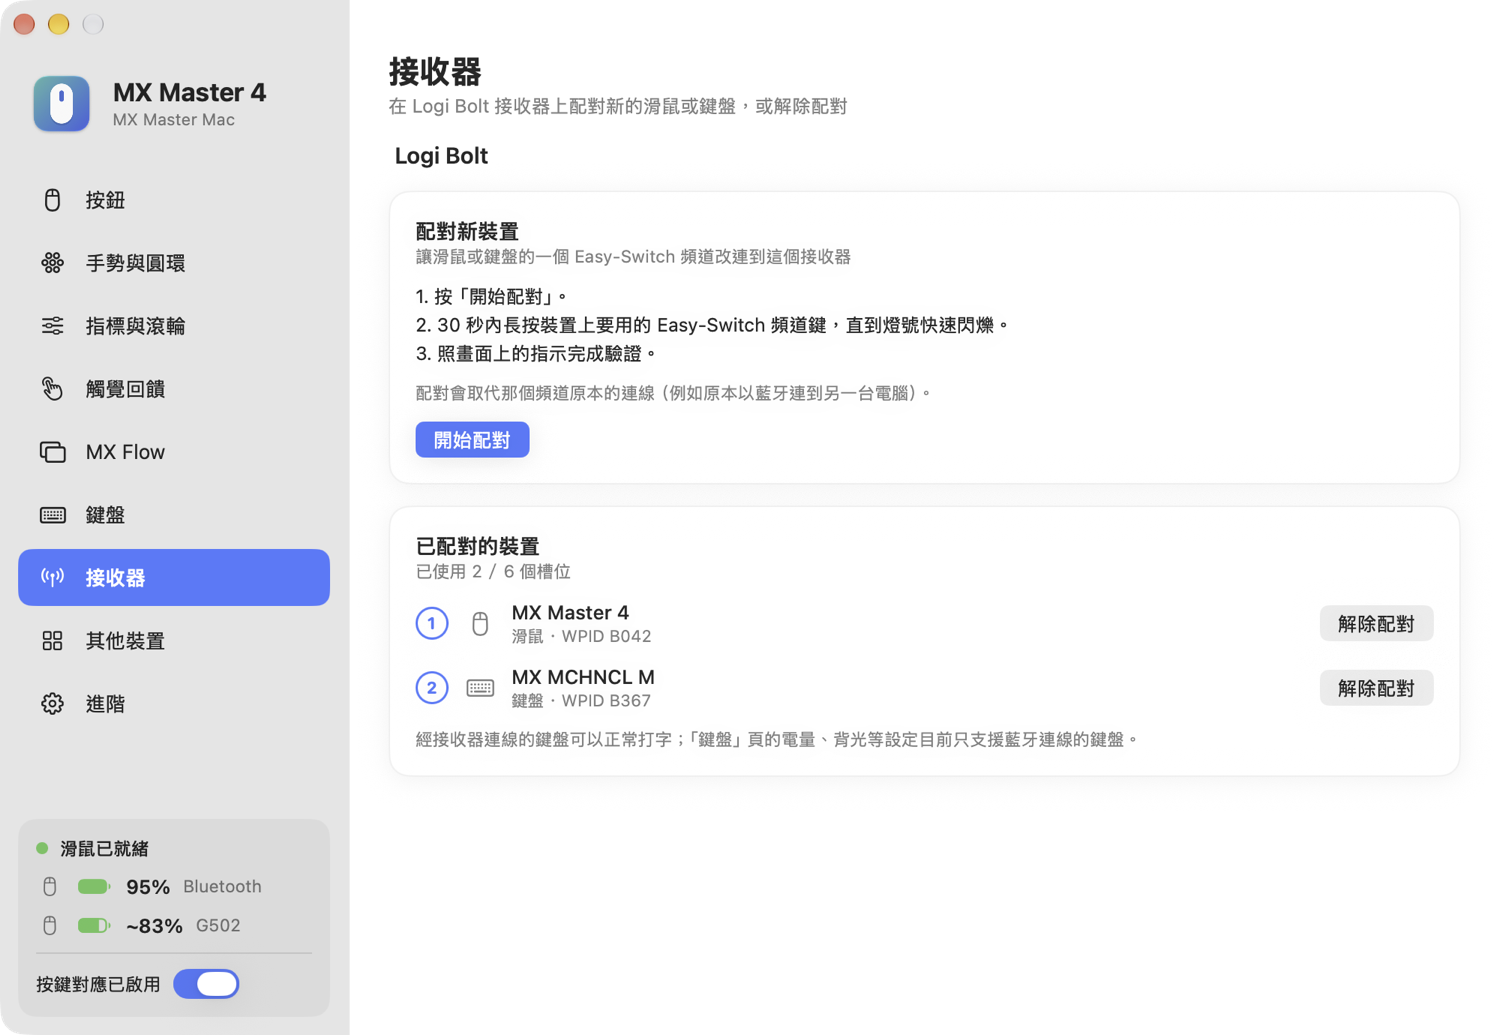 MX Master 4
MX Master Mac
按鈕
手勢與圓環
指標與滾輪
觸覺回饋
MX Flow
鍵盤
接收器
其他裝置
進階
滑鼠已就緒
95% Bluetooth
~83% G502
按鍵對應已啟用
接收器
在 Logi Bolt 接收器上配對新的滑鼠或鍵盤，或解除配對
Logi Bolt
配對新裝置
讓滑鼠或鍵盤的一個 Easy-Switch 頻道改連到這個接收器
1. 按「開始配對」。
2. 30 秒內長按裝置上要用的 Easy-Switch 頻道鍵，直到燈號快速閃爍。
3. 照畫面上的指示完成驗證。
配對會取代那個頻道原本的連線（例如原本以藍牙連到另一台電腦）。
開始配對
已配對的裝置
已使用 2 / 6 個槽位
1 MX Master 4 解除配對
滑鼠 · WPID B042
2 MX MCHNCL M 解除配對
鍵盤 · WPID B367
經接收器連線的鍵盤可以正常打字；「鍵盤」頁的電量、背光等設定目前只支援藍牙連線的鍵盤。